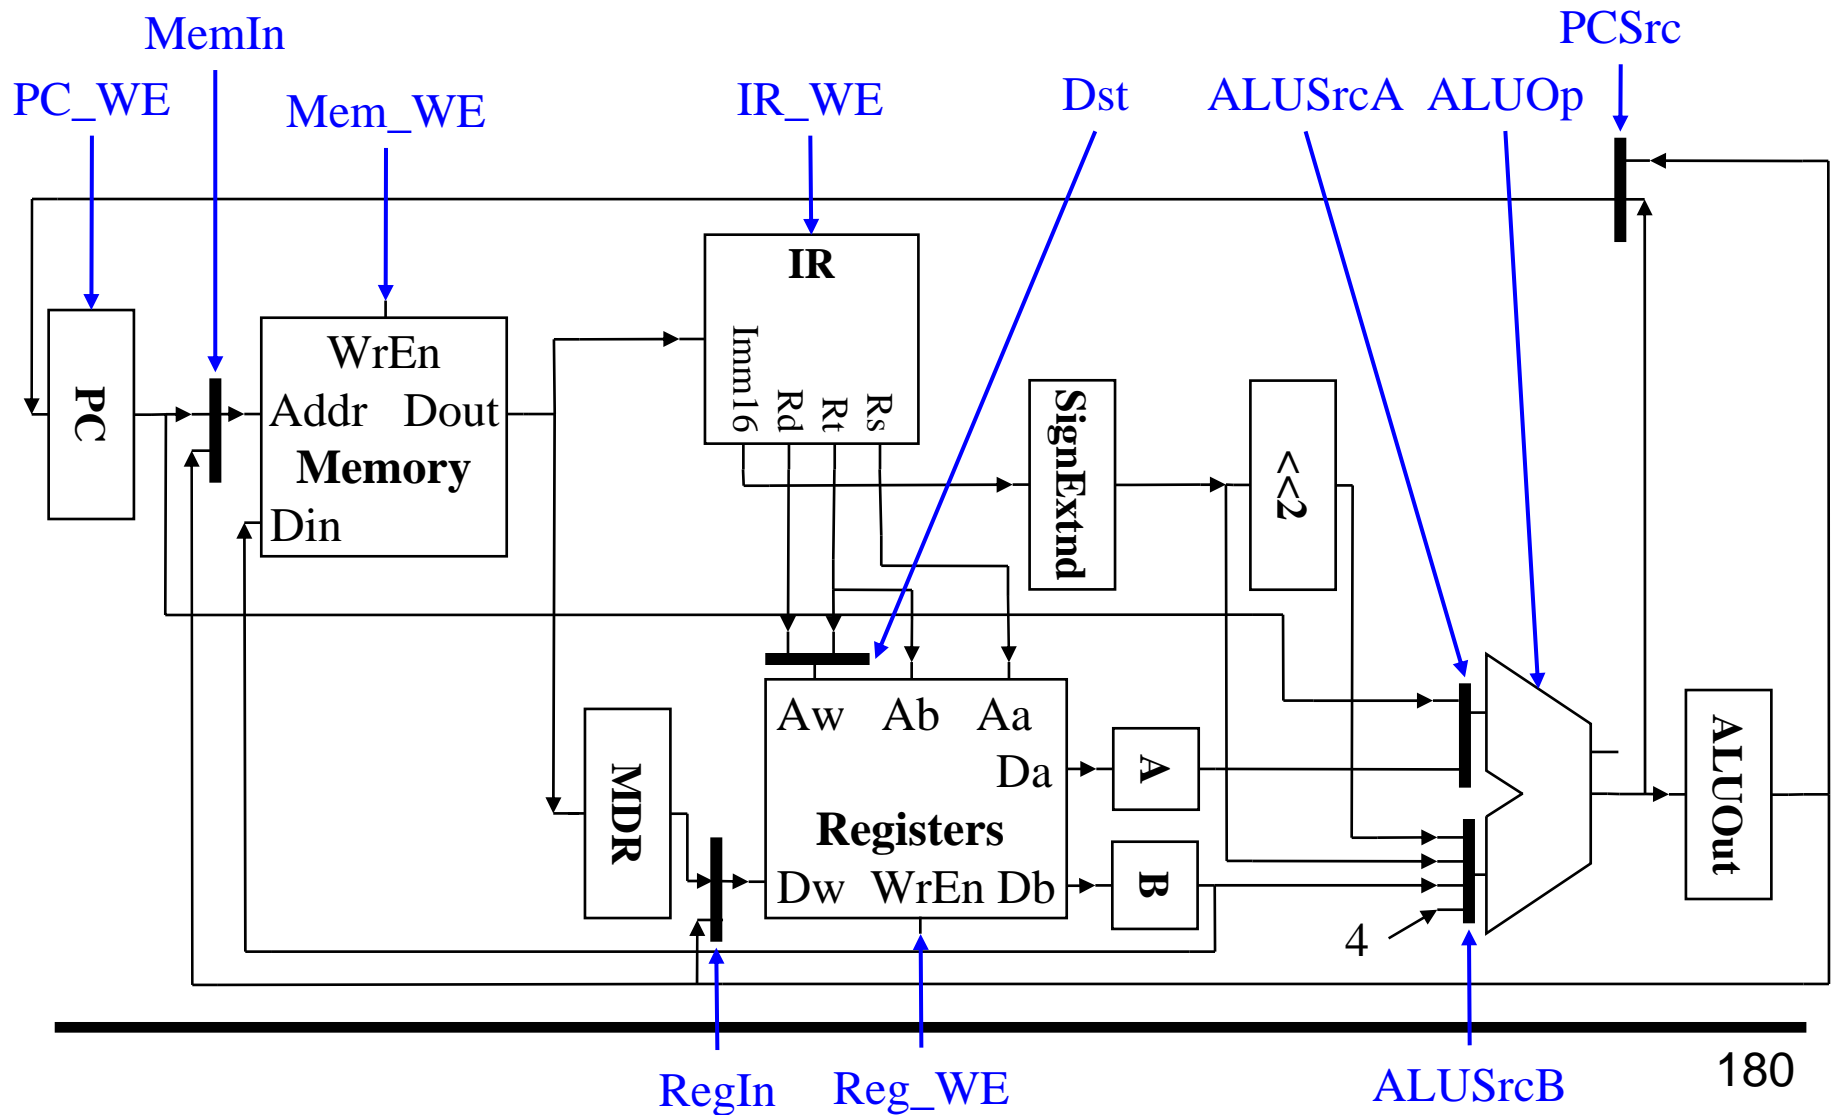 MemIn
PCSrc
PC_WE
Mem_WE
IR_WE
Dst
ALUSrcA
ALUOp
IR
Imm16
Rd
Rt
Rs
PC
WrEn
Addr
Dout
Memory
Din
SignExtnd
<<2
Aw
Ab
Aa
Da
Registers
Dw
WrEn
Db
MDR
A
B
4
ALUOut
RegIn
Reg_WE
ALUSrcB
180